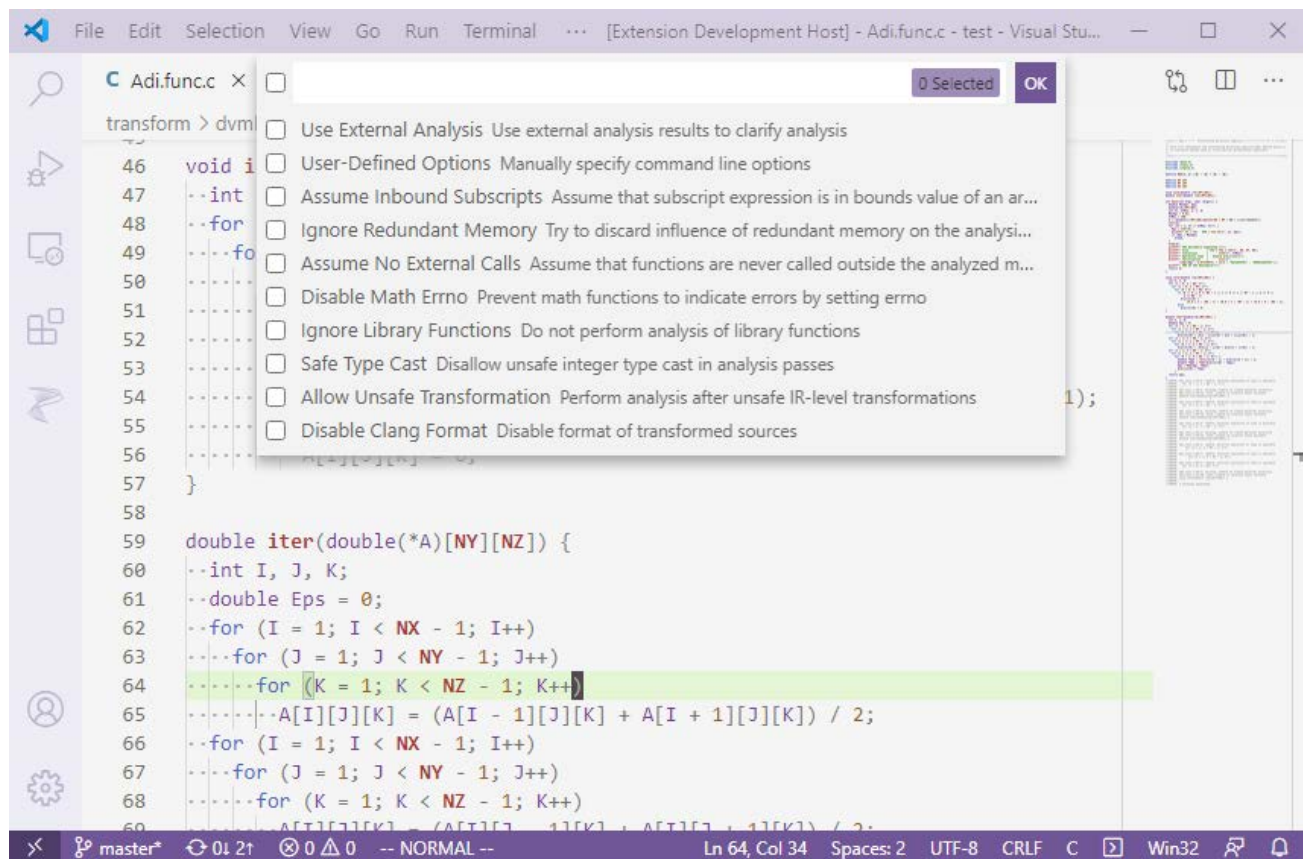 File Edit Selection View Go Run Terminal ··· [Extension Development Host] - Adi.func.c - test - Visual Stu...
C Adi.func.c
0 Selected OK
transform > dvm
Use External Analysis Use external analysis results to clarify analysis
User-Defined Options Manually specify command line options
Assume Inbound Subscripts Assume that subscript expression is in bounds value of an ar...
Ignore Redundant Memory Try to discard influence of redundant memory on the analysi...
Assume No External Calls Assume that functions are never called outside the analyzed m...
Disable Math Errno Prevent math functions to indicate errors by setting errno
Ignore Library Functions Do not perform analysis of library functions
Safe Type Cast Disallow unsafe integer type cast in analysis passes
Allow Unsafe Transformation Perform analysis after unsafe IR-level transformations
Disable Clang Format Disable format of transformed sources
46 void i
47 ··int
48 ··for
49 ····fo
50 ······
51 ······
52 ······
53 ······
54 ······ 1);
55 ······
56 ······
57 }
58
59 double iter(double(*A)[NY][NZ]) {
60 ··int I, J, K;
61 ··double Eps = 0;
62 ··for (I = 1; I < NX - 1; I++)
63 ····for (J = 1; J < NY - 1; J++)
64 ······for (K = 1; K < NZ - 1; K++)
65 ········A[I][J][K] = (A[I - 1][J][K] + A[I + 1][J][K]) / 2;
66 ··for (I = 1; I < NX - 1; I++)
67 ····for (J = 1; J < NY - 1; J++)
68 ······for (K = 1; K < NZ - 1; K++)
69 ········A[I][J][K] = (A[I][J - 1][K] + A[I][J + 1][K]) / 2;
master* 0↓ 2↑ 0 0 -- NORMAL -- Ln 64, Col 34 Spaces: 2 UTF-8 CRLF C Win32